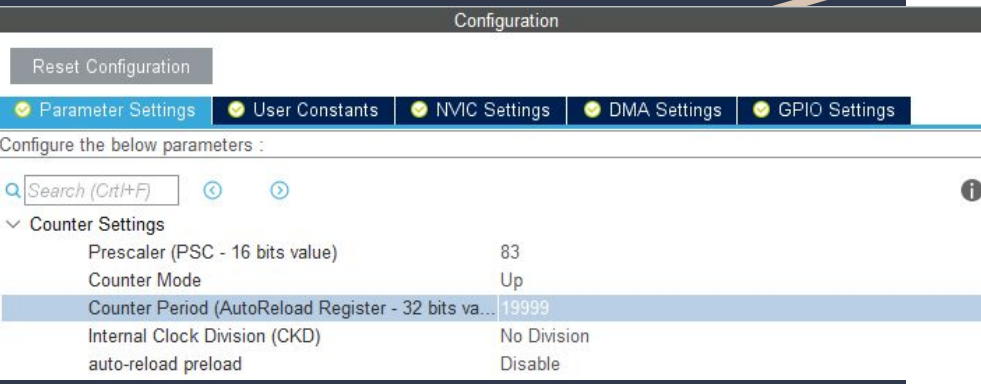 Configuration
Reset Configuration
Parameter Settings User Constants NVIC Settings DMA Settings GPIO Settings
Configure the below parameters :
Search (Crtl+F)
Counter Settings
Prescaler (PSC - 16 bits value) 83
Counter Mode Up
Counter Period (AutoReload Register - 32 bits va... 19999
Internal Clock Division (CKD) No Division
auto-reload preload Disable